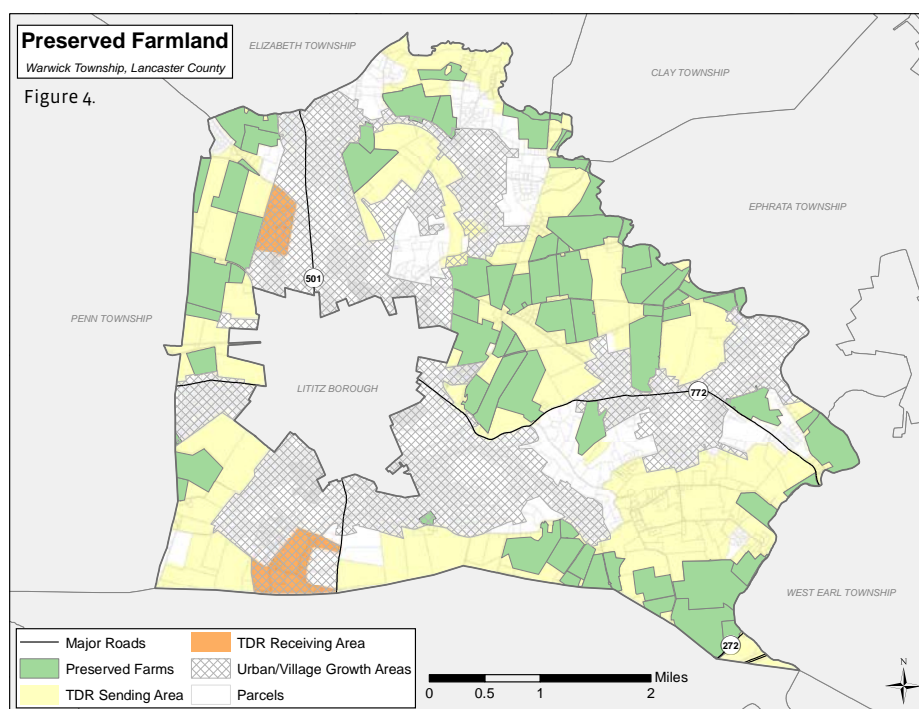 Preserved Farmland
Warwick Township, Lancaster County
Figure 4.
ELIZABETH TOWNSHIP
CLAY TOWNSHIP
EPHRATA TOWNSHIP
501
PENN TOWNSHIP
LITITZ BOROUGH
772
WEST EARL TOWNSHIP
272
Major Roads
Preserved Farms
TDR Sending Area
TDR Receiving Area
Urban/Village Growth Areas
Parcels
Miles
0 0.5 1 2
N